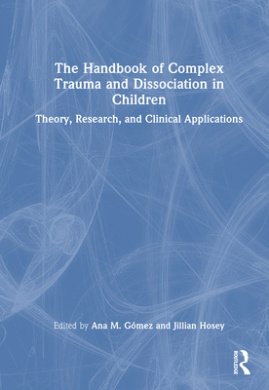 The Handbook of Complex
Trauma and Dissociation in
Children
Theory, Research, and Clinical Applications
Edited by Ana M. Gómez and Jillian Hosey
ROUTLEDGE